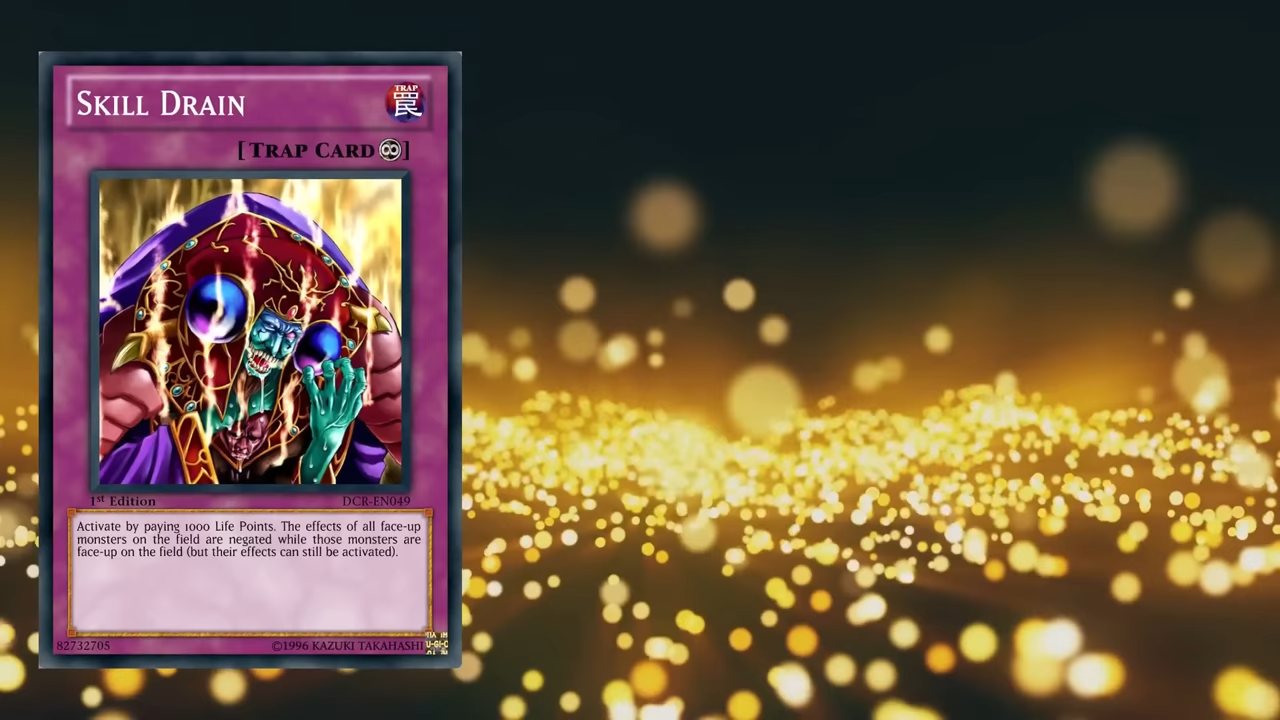 Skill Drain
TRAP
罠
[ Trap Card ]
1st Edition
DCR-EN049
Activate by paying 1000 Life Points. The effects of all face-up
monsters on the field are negated while those monsters are
face-up on the field (but their effects can still be activated).
82732705
©1996 KAZUKI TAKAHASHI